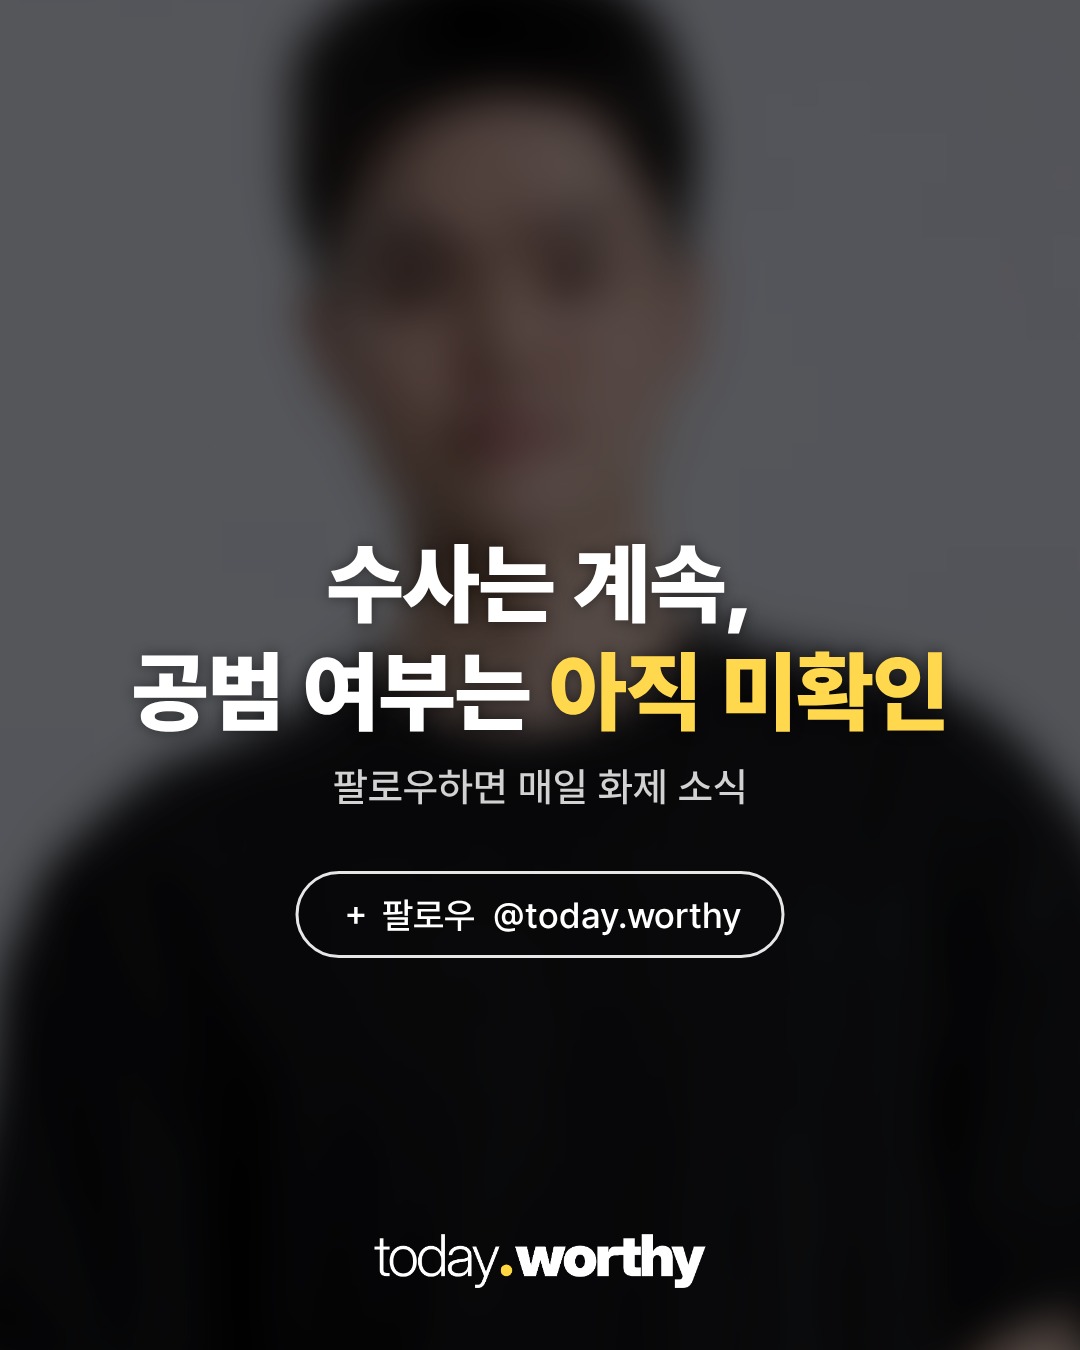 수사는 계속,
공범 여부는 아직 미확인
팔로우하면 매일 화제 소식
+ 팔로우 @today.worthy
today.worthy